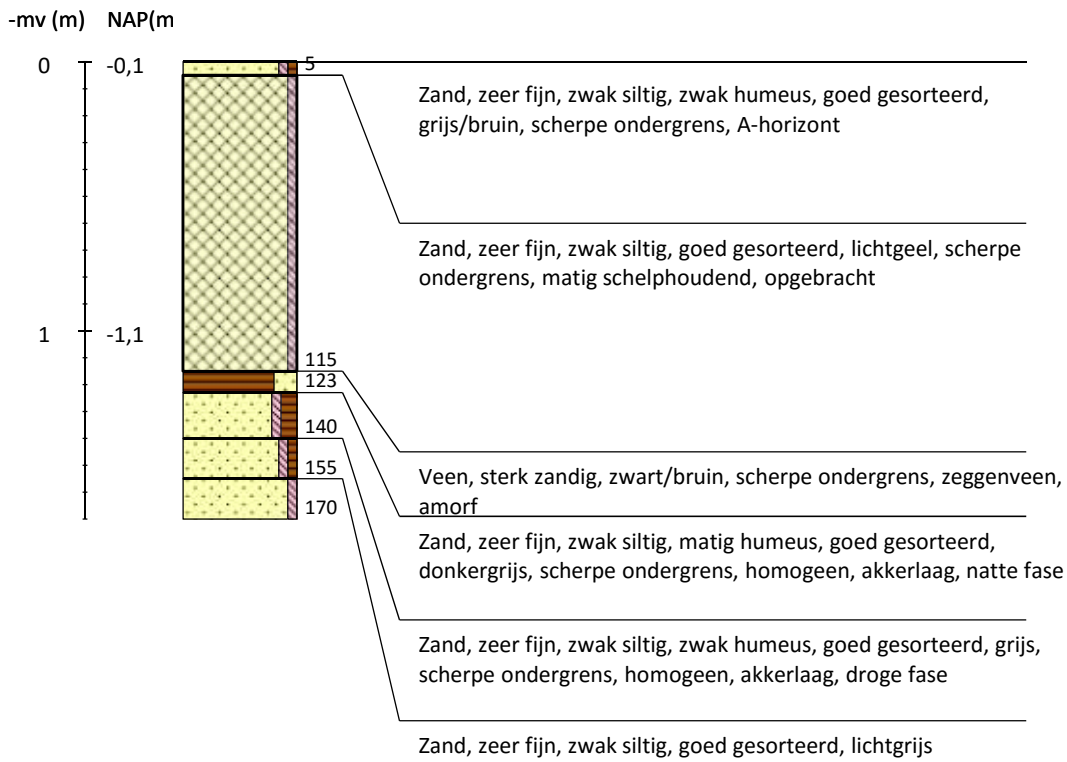 -mv (m) NAP(m
0 -0,1 5
Zand, zeer fijn, zwak siltig, zwak humeus, goed gesorteerd,
grijs/bruin, scherpe ondergrens, A-horizont
Zand, zeer fijn, zwak siltig, goed gesorteerd, lichtgeel, scherpe
ondergrens, matig schelphoudend, opgebracht
1 -1,1
115
123
140
155
170
Veen, sterk zandig, zwart/bruin, scherpe ondergrens, zeggenveen,
amorf
Zand, zeer fijn, zwak siltig, matig humeus, goed gesorteerd,
donkergrijs, scherpe ondergrens, homogeen, akkerlaag, natte fase
Zand, zeer fijn, zwak siltig, zwak humeus, goed gesorteerd, grijs,
scherpe ondergrens, homogeen, akkerlaag, droge fase
Zand, zeer fijn, zwak siltig, goed gesorteerd, lichtgrijs